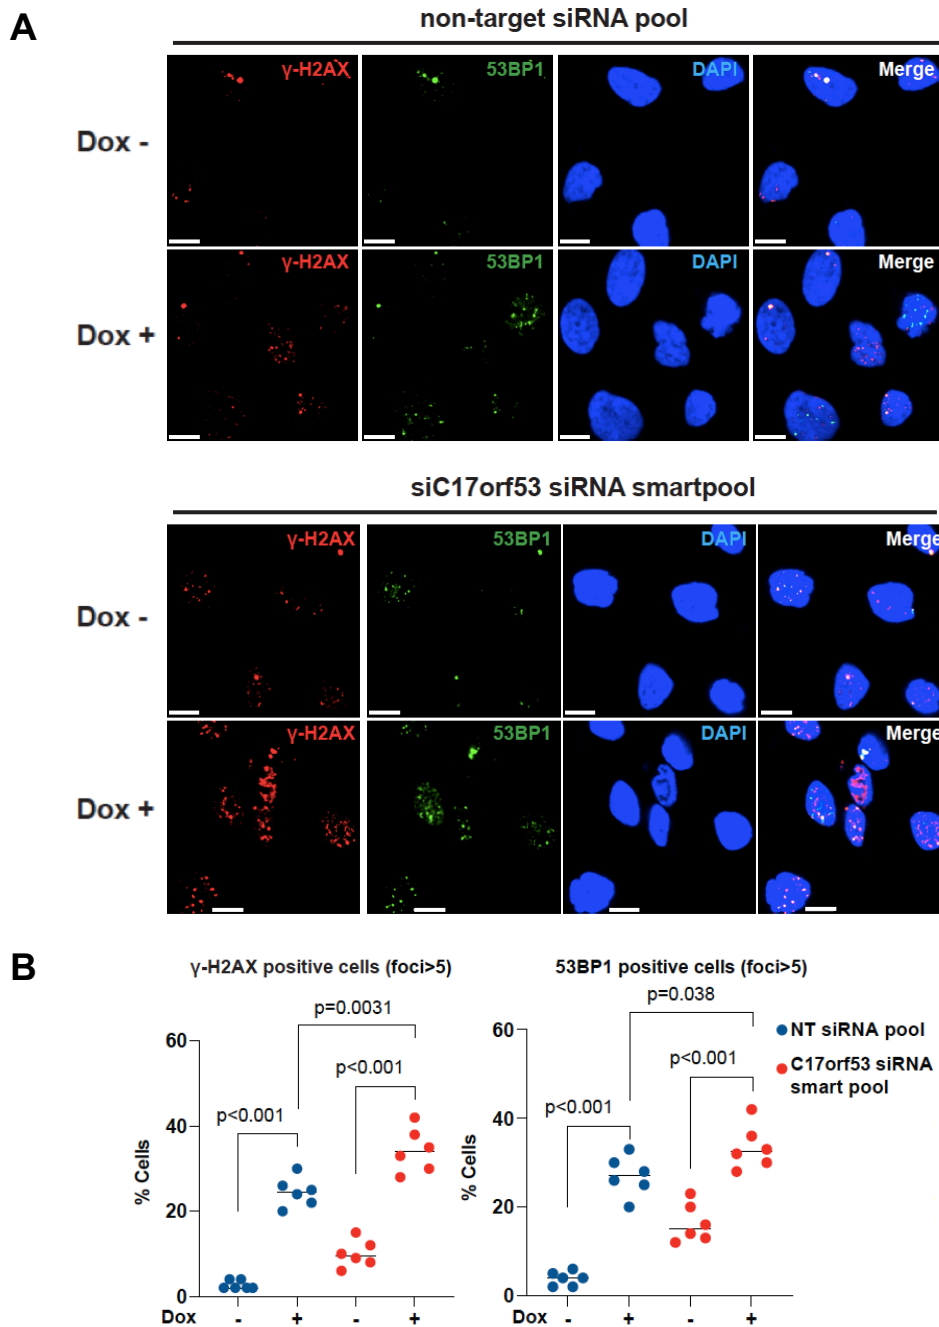 A
non-target siRNA pool
Dox -
γ-H2AX 53BP1 DAPI Merge
Dox +
γ-H2AX 53BP1 DAPI Merge
siC17orf53 siRNA smartpool
Dox -
γ-H2AX 53BP1 DAPI Merge
Dox +
γ-H2AX 53BP1 DAPI Merge
B
γ-H2AX positive cells (foci>5)
p=0.0031
p<0.001
p<0.001
60
40
20
0
% Cells
Dox - + - +
53BP1 positive cells (foci>5)
p=0.038
p<0.001
p<0.001
60
40
20
0
% Cells
Dox - + - +
NT siRNA pool
C17orf53 siRNA
smart pool